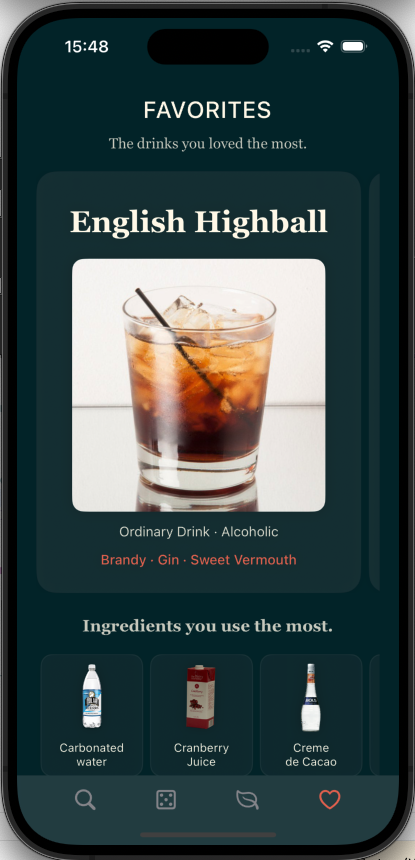 15:48
FAVORITES
The drinks you loved the most.
English Highball
Ordinary Drink · Alcoholic
Brandy · Gin · Sweet Vermouth
Ingredients you use the most.
Carbonated
water
Cranberry
Juice
Creme
de Cacao